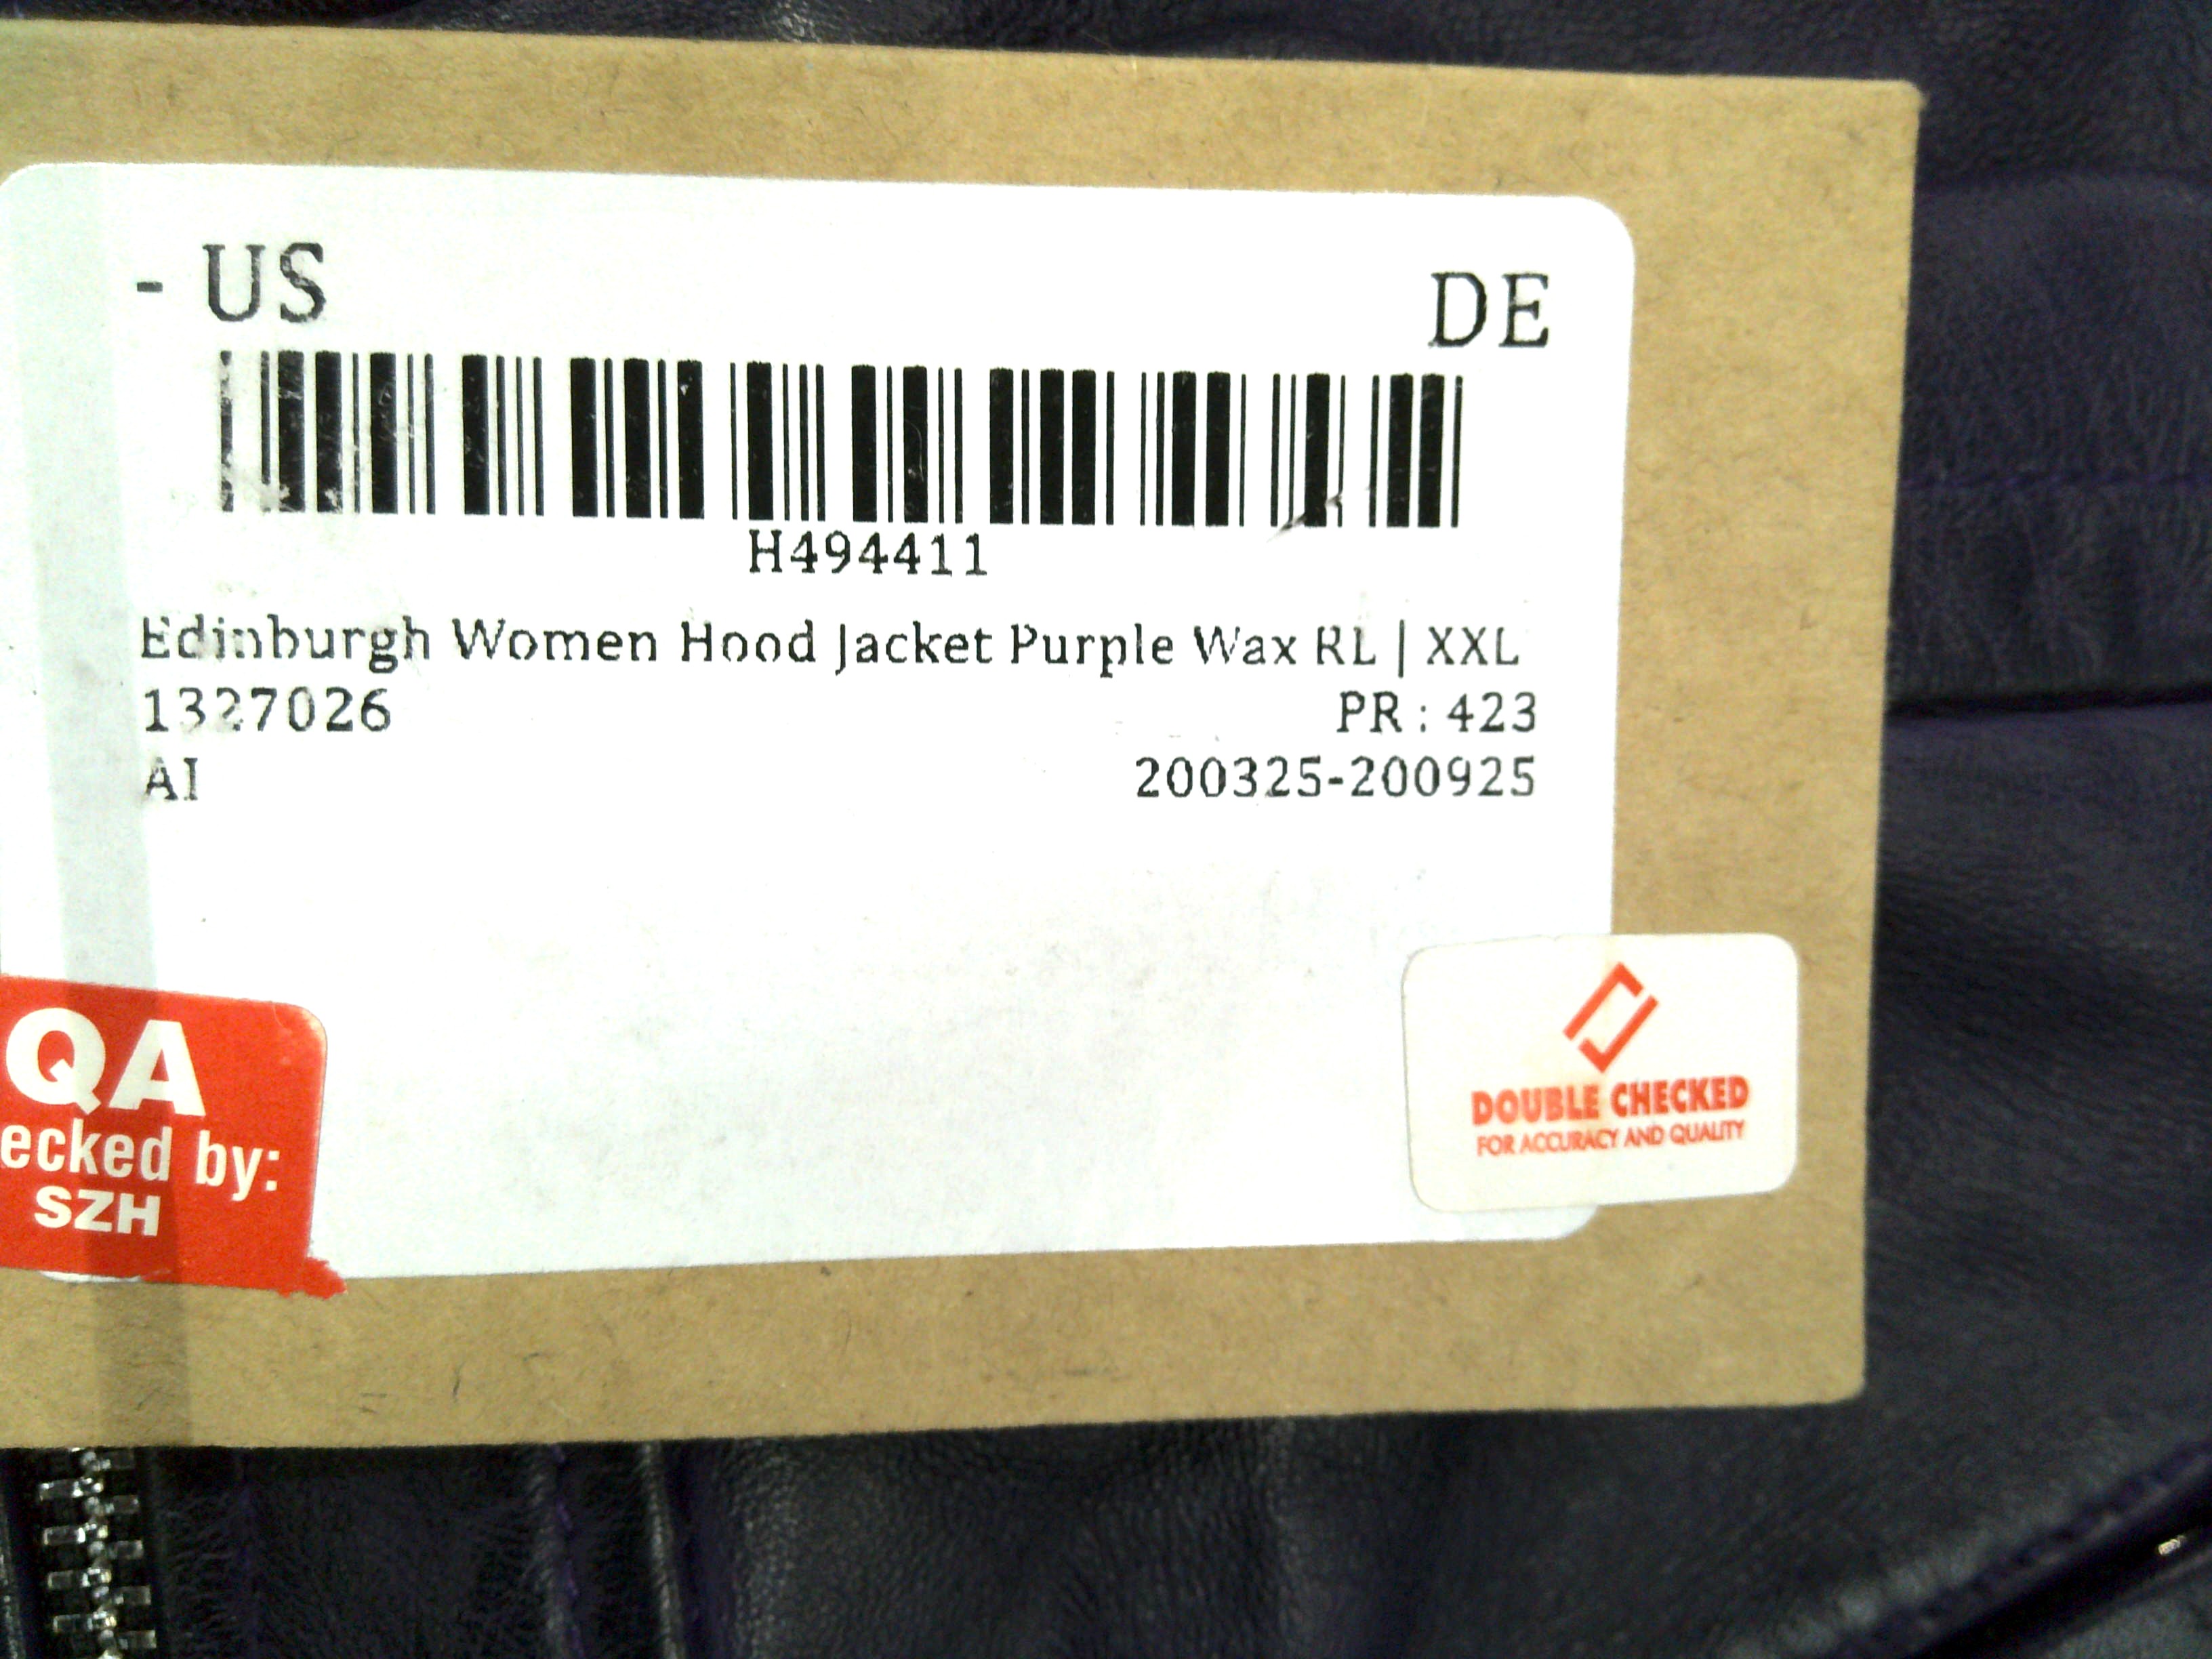 - US DE
H494411
Edinburgh Women Hood Jacket Purple Wax RL | XXL
1327026 PR : 423
AI 200325-200925
QA
ecked by:
SZH
DOUBLE CHECKED
FOR ACCURACY AND QUALITY